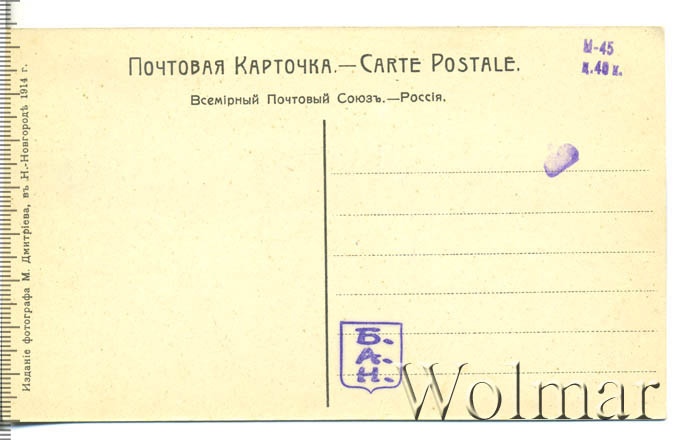 Почтовая Карточка.—Carte Postale.
Всемірный Почтовый Союзъ.—Россія.
М-45
ц.40 к.
Изданіе фотографа М. Дмитріева, въ Н.-Новгородѣ 1914 г.
Б.
А.
Н.
Wolmar